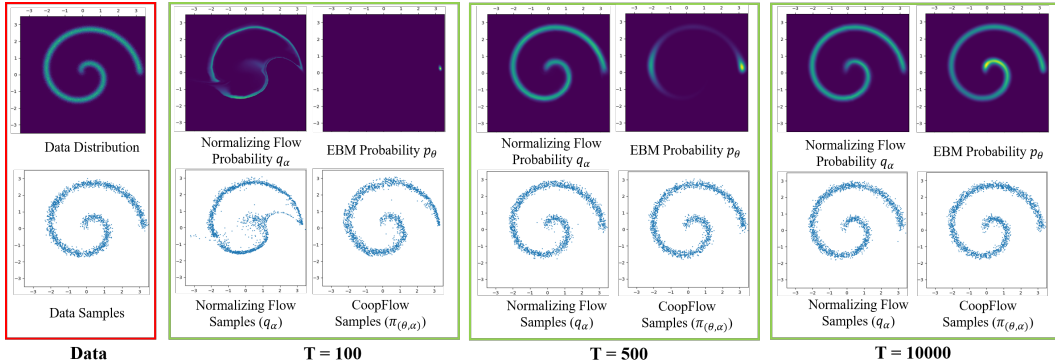 Data Distribution
Normalizing Flow
Probability qα
EBM Probability pθ
Normalizing Flow
Probability qα
EBM Probability pθ
Normalizing Flow
Probability qα
EBM Probability pθ
Data Samples
Normalizing Flow
Samples (qα)
CoopFlow
Samples (π(θ,α))
Normalizing Flow
Samples (qα)
CoopFlow
Samples (π(θ,α))
Normalizing Flow
Samples (qα)
CoopFlow
Samples (π(θ,α))
Data
T = 100
T = 500
T = 10000